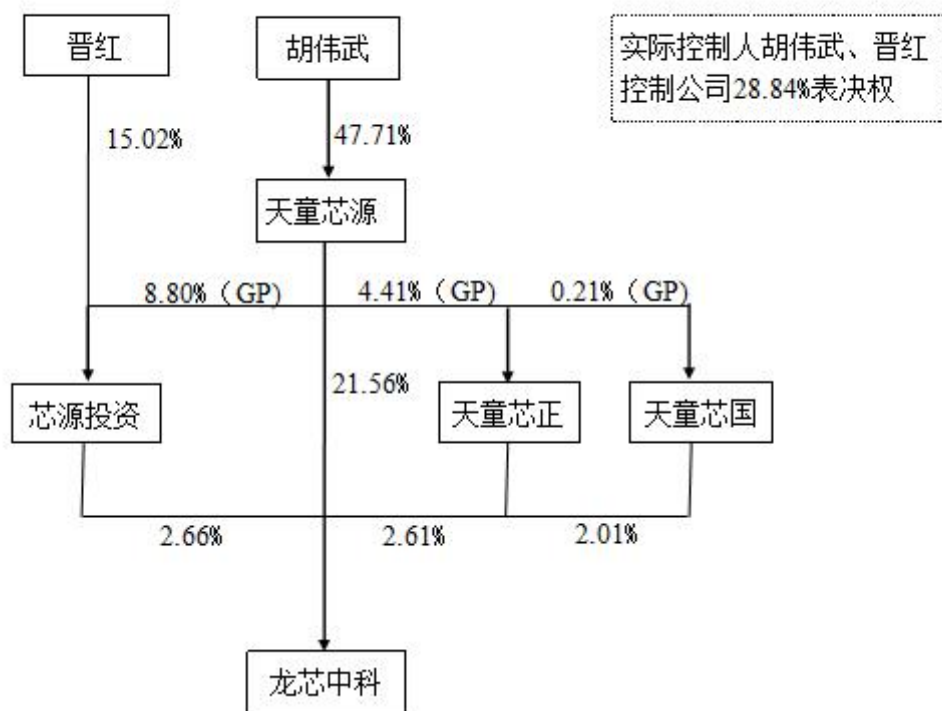 晋红
胡伟武
实际控制人胡伟武、晋红
控制公司28.84%表决权
15.02%
47.71%
天童芯源
8.80%（GP）
4.41%（GP）
0.21%（GP）
21.56%
芯源投资
天童芯正
天童芯国
2.66%
2.61%
2.01%
龙芯中科